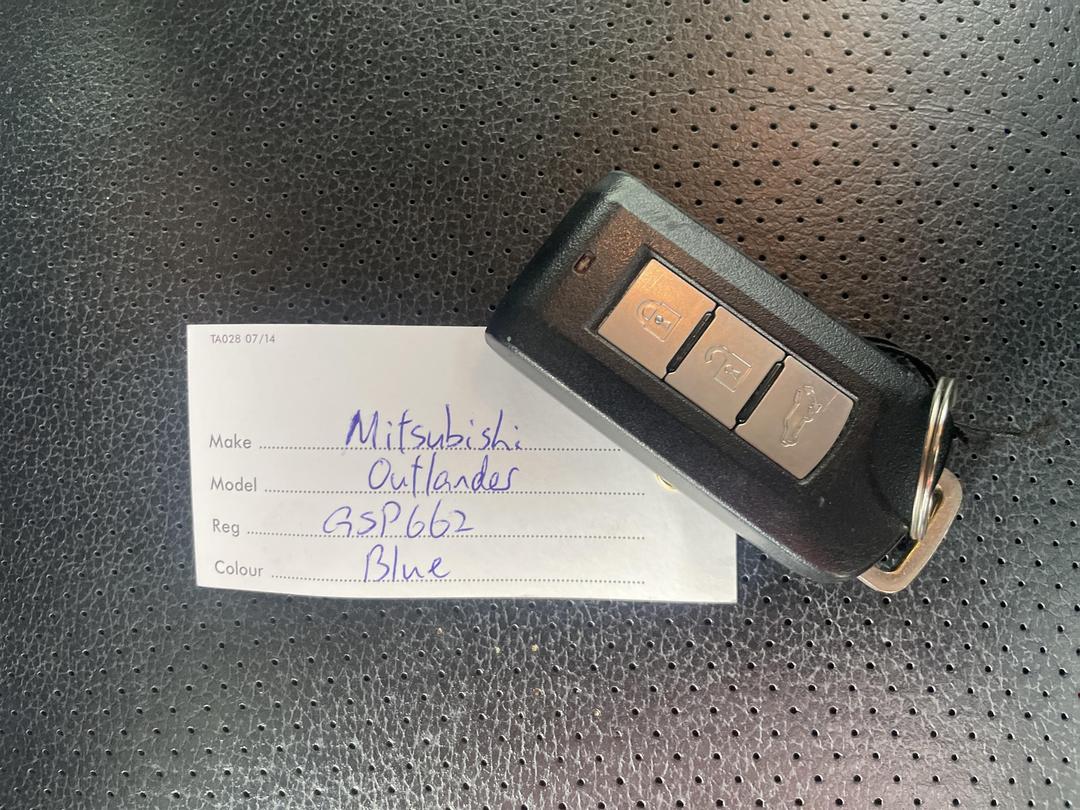 TA028 07/14
Make Mitsubishi
Model Outlander
Reg GSP662
Colour Blue